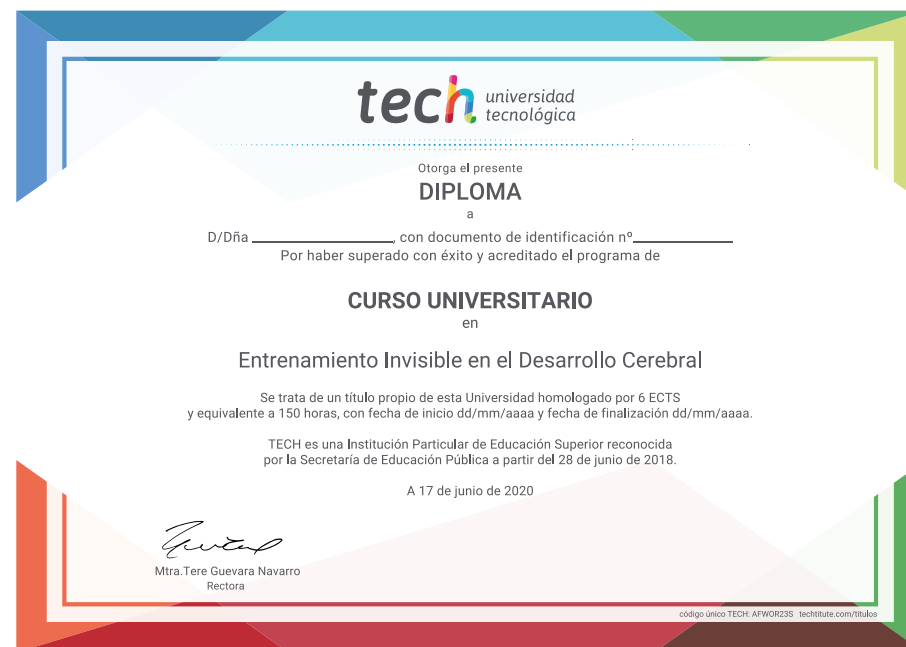 tech universidad
tecnológica
Otorga el presente
DIPLOMA
a
D/Dña ____________________, con documento de identificación nº______________
Por haber superado con éxito y acreditado el programa de
CURSO UNIVERSITARIO
en
Entrenamiento Invisible en el Desarrollo Cerebral
Se trata de un título propio de esta Universidad homologado por 6 ECTS
y equivalente a 150 horas, con fecha de inicio dd/mm/aaaa y fecha de finalización dd/mm/aaaa.
TECH es una Institución Particular de Educación Superior reconocida
por la Secretaría de Educación Pública a partir del 28 de junio de 2018.
A 17 de junio de 2020
Mtra.Tere Guevara Navarro
Rectora
código único TECH: AFWOR23S techtitute.com/titulos